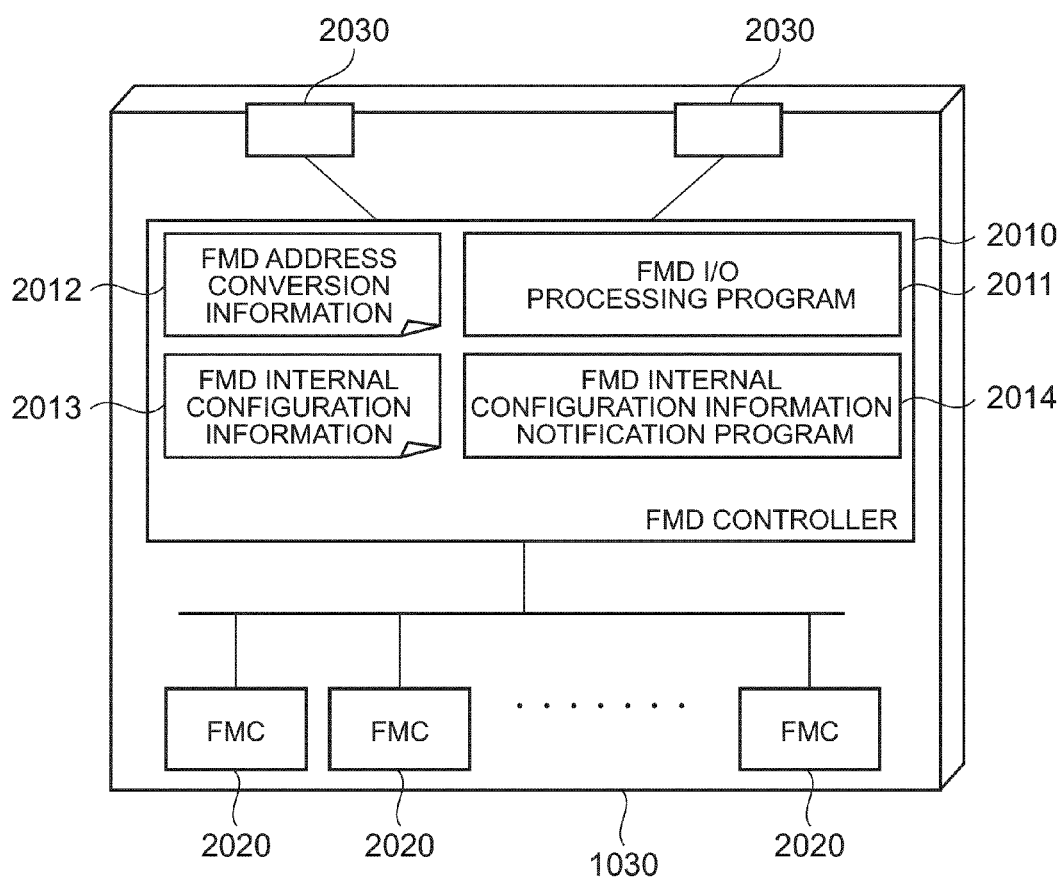 2030
2030
2010
FMD ADDRESS
CONVERSION
INFORMATION
2012
FMD I/O
PROCESSING PROGRAM
2011
FMD INTERNAL
CONFIGURATION
INFORMATION
2013
FMD INTERNAL
CONFIGURATION INFORMATION
NOTIFICATION PROGRAM
2014
FMD CONTROLLER
FMC
FMC
FMC
2020
2020
2020
1030